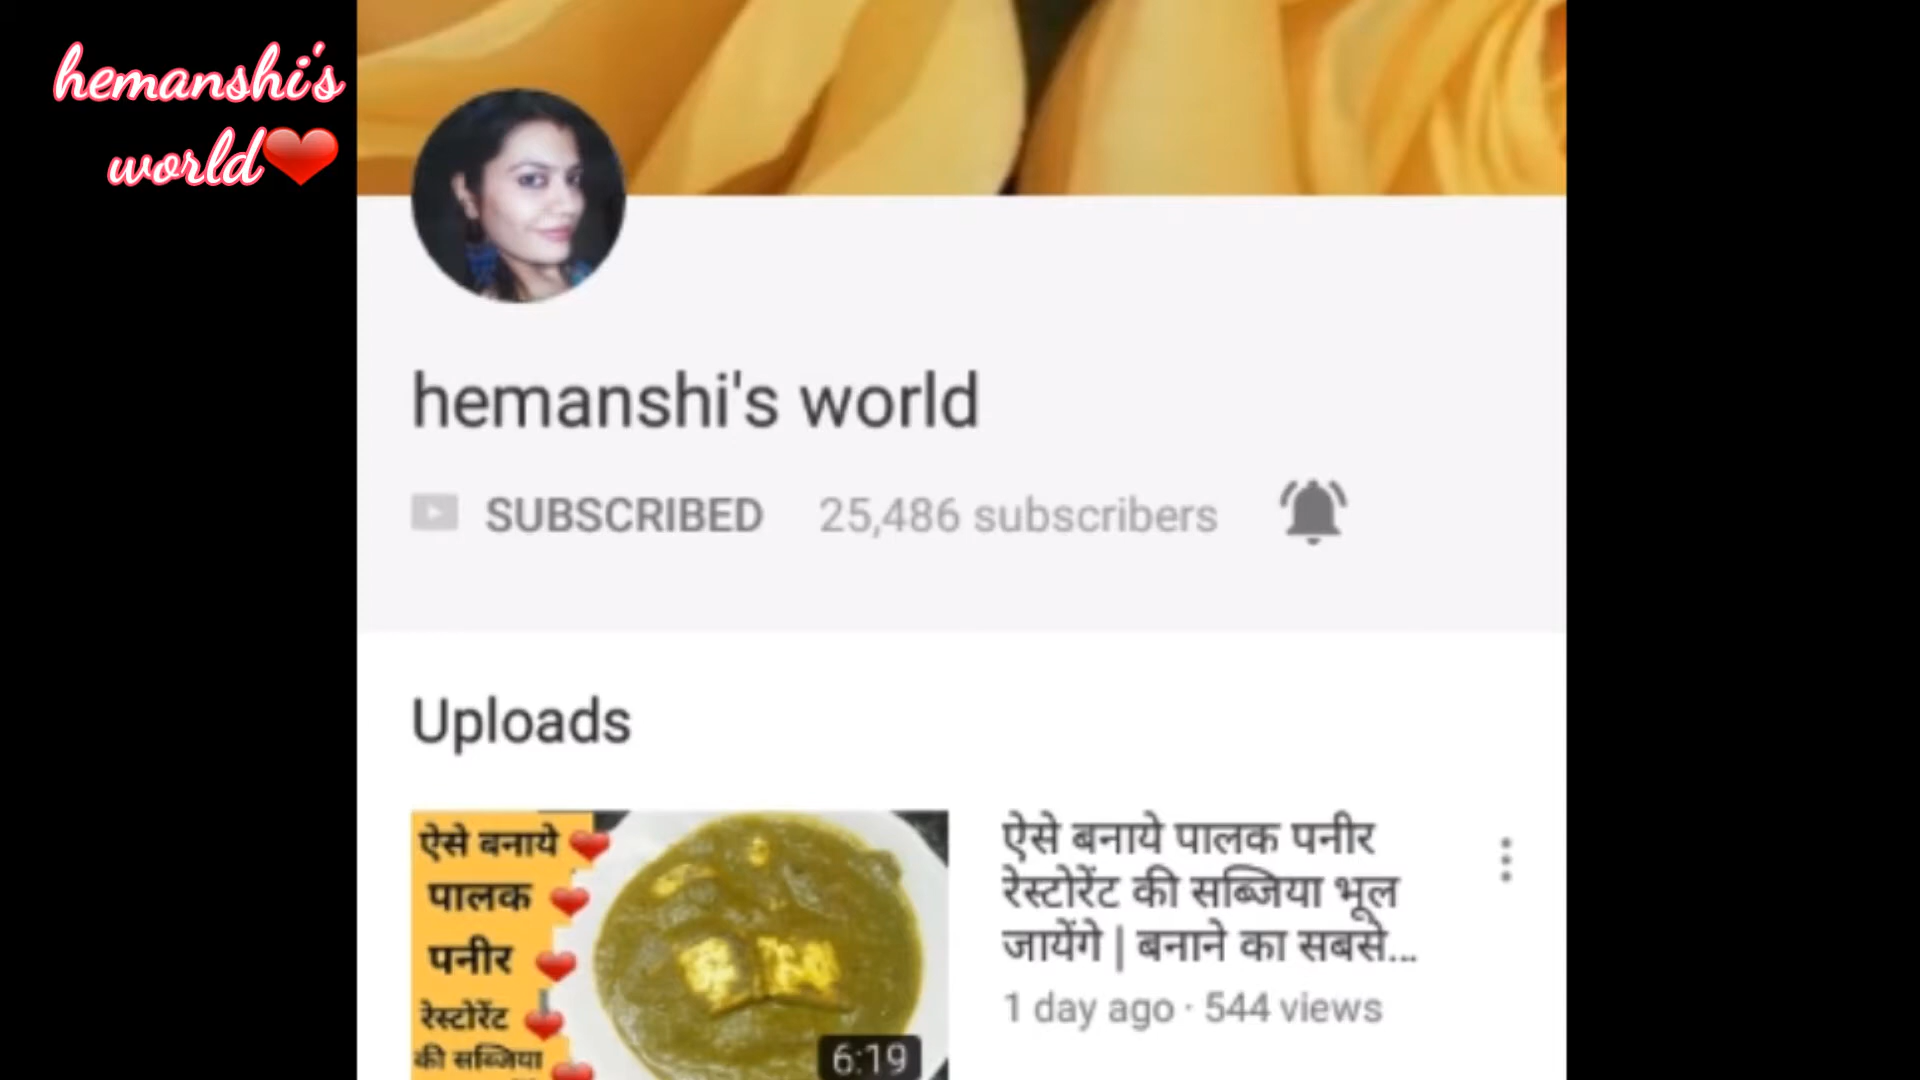 hemanshi's
world
hemanshi's world
SUBSCRIBED 25,486 subscribers
Uploads
ऐसे बनाये
पालक
पनीर
रेस्टोरेंट
की सब्जिया
6:19
ऐसे बनाये पालक पनीर
रेस्टोरेंट की सब्जिया भूल
जायेंगे | बनाने का सबसे...
1 day ago · 544 views